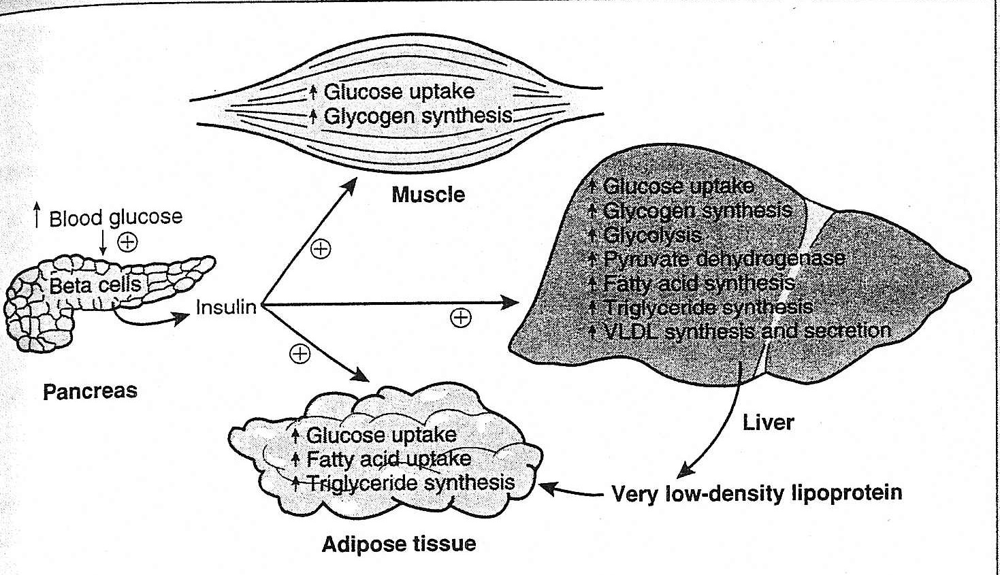 ↑ Glucose uptake
↑ Glycogen synthesis
Muscle
↑ Blood glucose
↓ ⊕
Beta cells
Insulin
⊕
⊕
⊕
Pancreas
↑ Glucose uptake
↑ Glycogen synthesis
↑ Glycolysis
↑ Pyruvate dehydrogenase
↑ Fatty acid synthesis
↑ Triglyceride synthesis
↑ VLDL synthesis and secretion
Liver
↑ Glucose uptake
↑ Fatty acid uptake
↑ Triglyceride synthesis
Adipose tissue
Very low-density lipoprotein